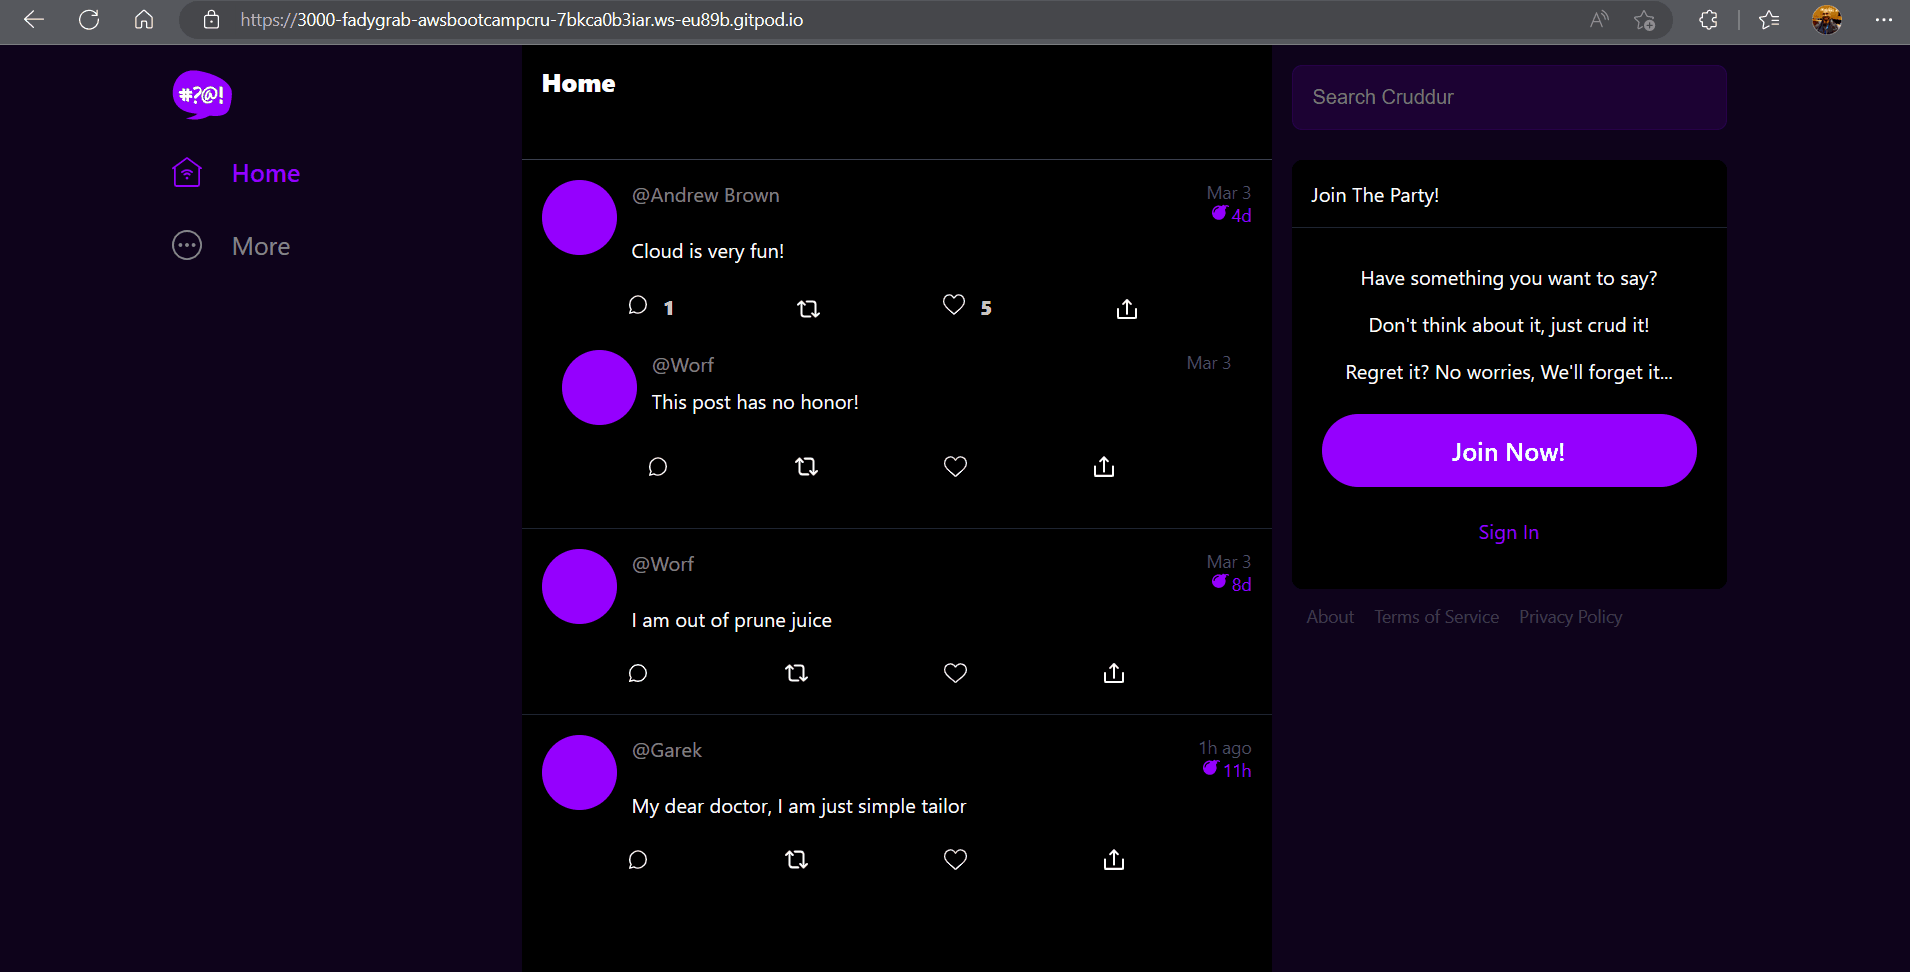 https://3000-fadygrab-awsbootcampcru-7bkca0b3iar.ws-eu89b.gitpod.io
#?@!
Home
More
Home
@Andrew Brown
Mar 3
4d
Cloud is very fun!
1
5
@Worf
Mar 3
This post has no honor!
@Worf
Mar 3
8d
I am out of prune juice
@Garek
1h ago
11h
My dear doctor, I am just simple tailor
Search Cruddur
Join The Party!
Have something you want to say?
Don't think about it, just crud it!
Regret it? No worries, We'll forget it...
Join Now!
Sign In
About Terms of Service Privacy Policy